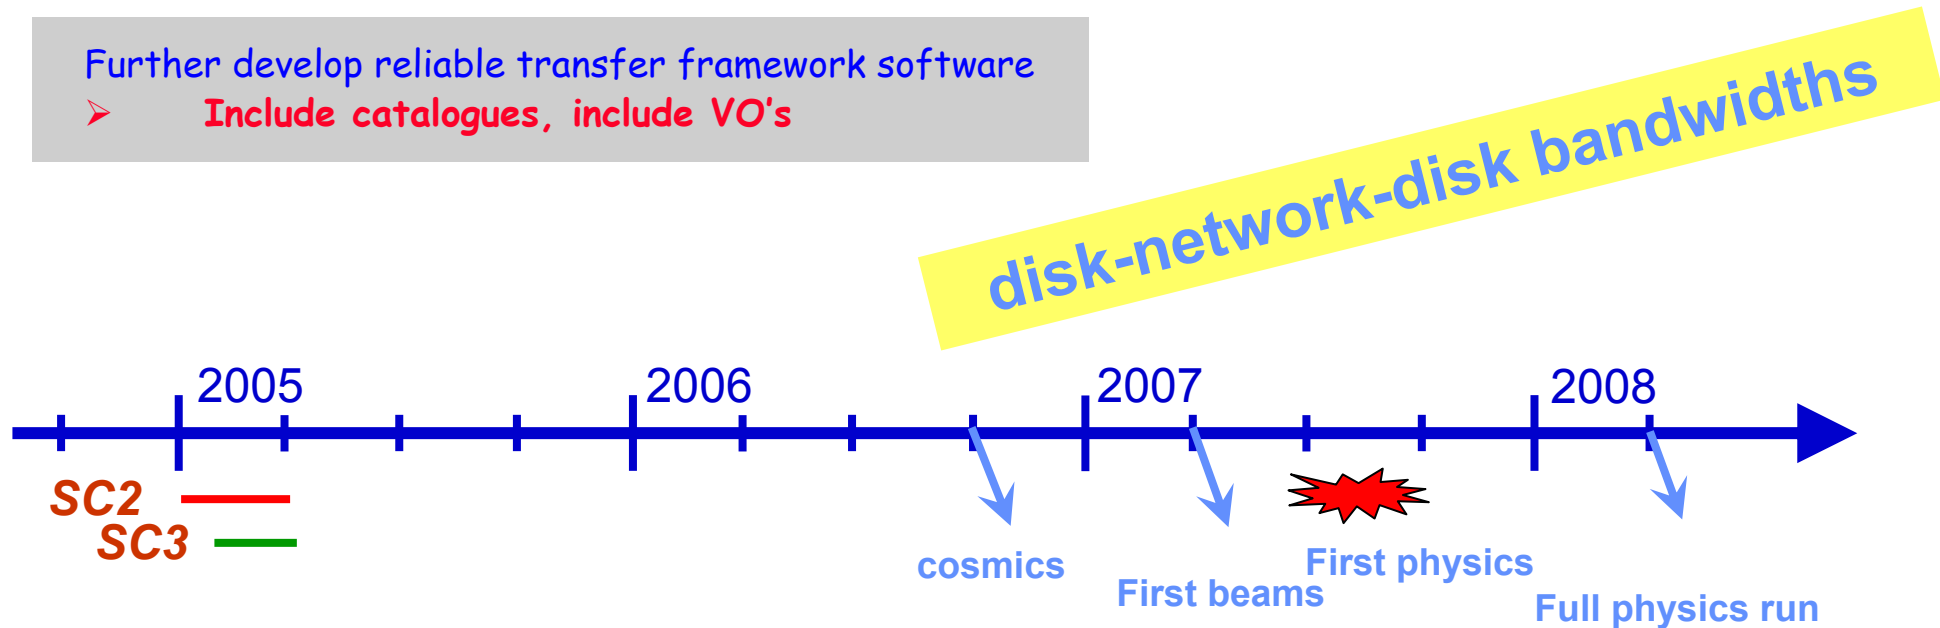 Further develop reliable transfer framework software
➢ Include catalogues, include VO's
disk-network-disk bandwidths
2005 2006 2007 2008
SC2
SC3
cosmics
First beams
First physics
Full physics run